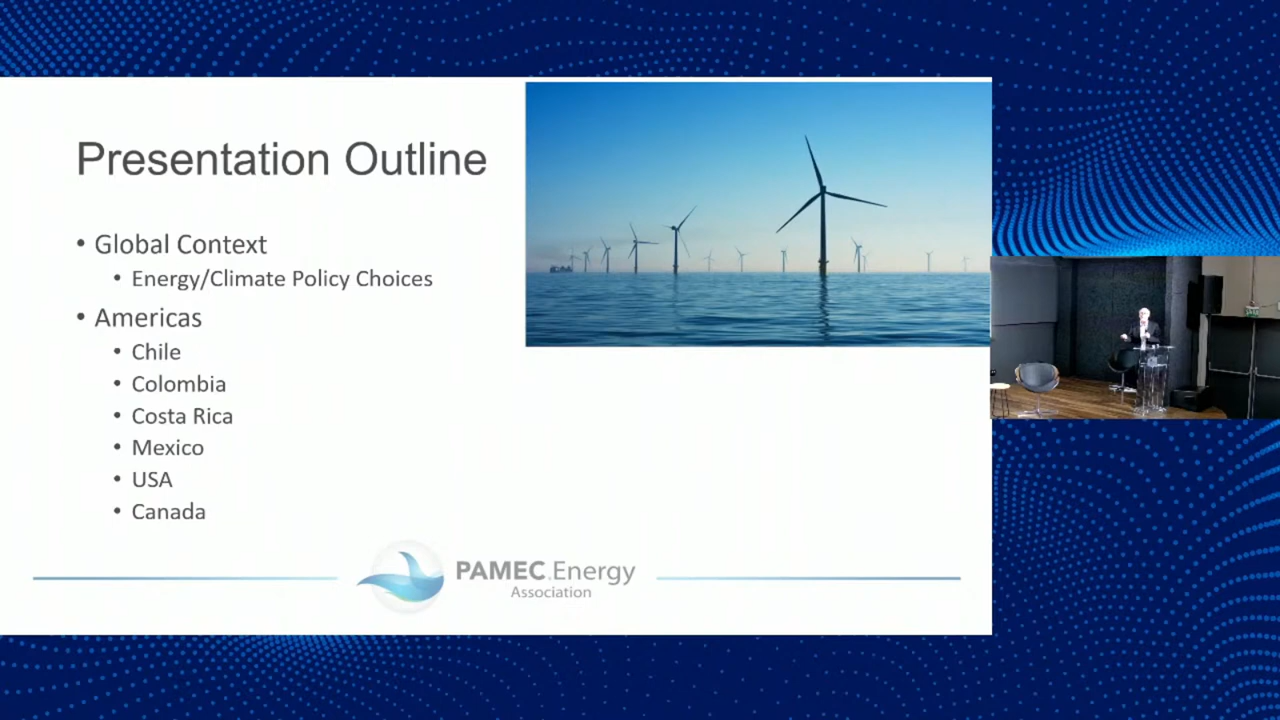 Presentation Outline
• Global Context
• Energy/Climate Policy Choices
• Americas
• Chile
• Colombia
• Costa Rica
• Mexico
• USA
• Canada
PAMEC.Energy
Association